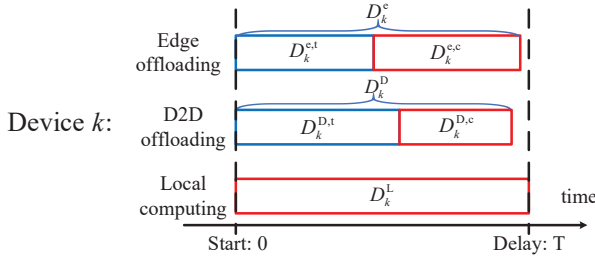 D_k^e
Edge offloading
D_k^{e,t}
D_k^{e,c}
D_k^D
Device k:
D2D offloading
D_k^{D,t}
D_k^{D,c}
Local computing
D_k^L
time
Start: 0
Delay: T